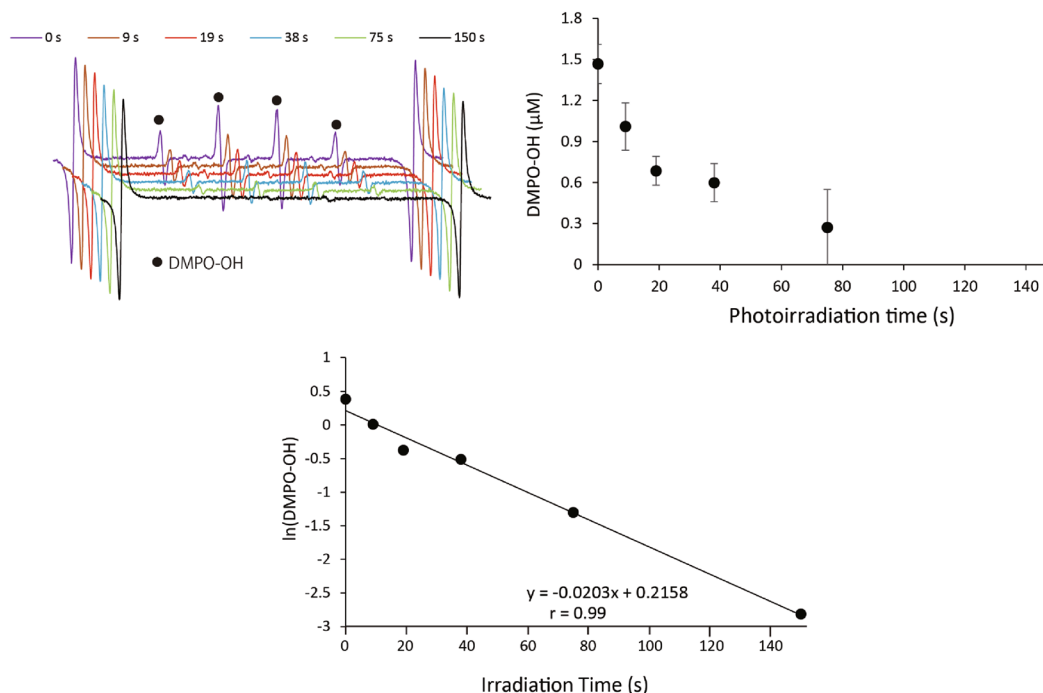 0 s 9 s 19 s 38 s 75 s 150 s
DMPO-OH
DMPO-OH (μM)
1.8
1.5
1.2
0.9
0.6
0.3
0
0 20 40 60 80 100 120 140
Photoirradiation time (s)
ln(DMPO-OH)
1
0.5
0
-0.5
-1
-1.5
-2
-2.5
-3
y = -0.0203x + 0.2158
r = 0.99
0 20 40 60 80 100 120 140
Irradiation Time (s)